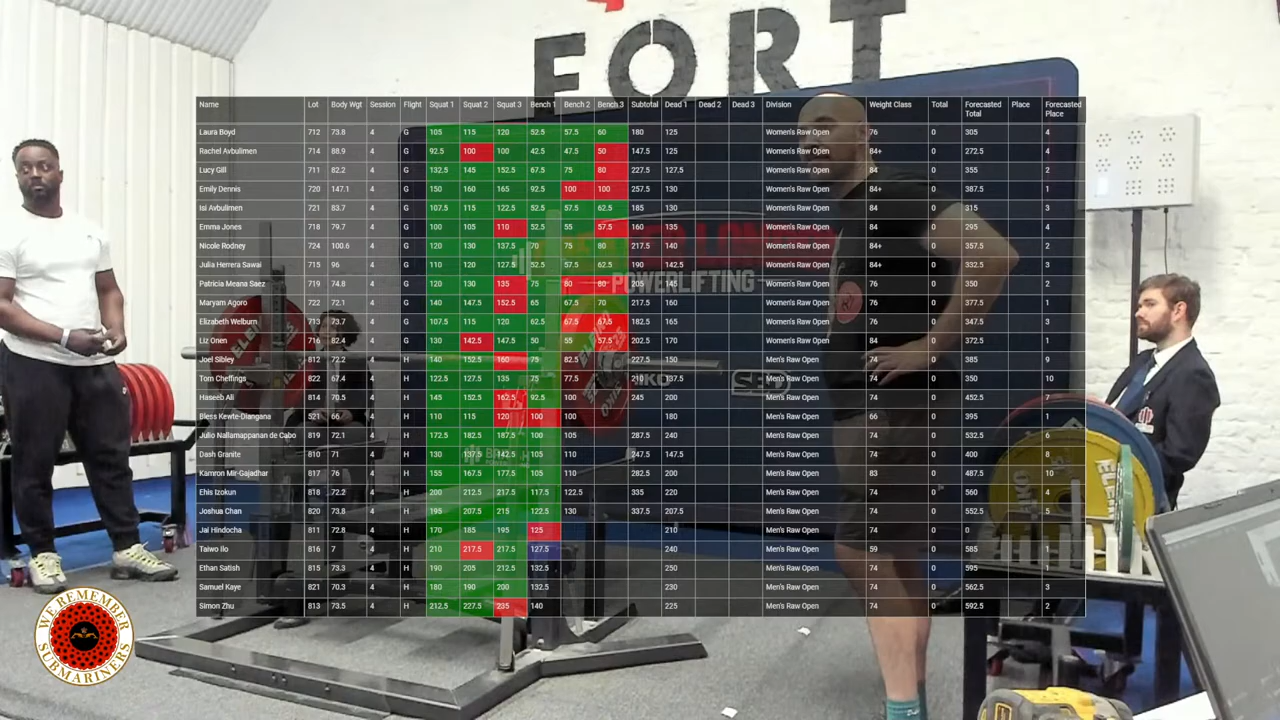 FORT
Name Lot Body Wgt Session Flight Squat 1 Squat 2 Squat 3 Bench 1 Bench 2 Bench 3 Subtotal Dead 1 Dead 2 Dead 3 Division Weight Class Total Forecasted Total Place Forecasted Place
Laura Boyd 712 73.8 4 G 105 115 120 52.5 57.5 60 180 125 Women's Raw Open 76 0 305 4
Rachel Avbulimen 714 88.9 4 G 92.5 100 100 42.5 47.5 50 147.5 125 Women's Raw Open 84+ 0 272.5 4
Lucy Gill 711 82.2 4 G 132.5 145 152.5 67.5 75 80 227.5 127.5 Women's Raw Open 84 0 355 2
Emily Dennis 720 147.1 4 G 150 160 165 92.5 100 100 257.5 130 Women's Raw Open 84+ 0 387.5 1
Isi Avbulimen 721 83.7 4 G 107.5 115 122.5 52.5 57.5 62.5 185 130 Women's Raw Open 84 0 315 3
Emma Jones 718 79.7 4 G 100 105 110 52.5 55 57.5 160 135 Women's Raw Open 84 0 295 4
Nicole Rodney 724 100.6 4 G 120 130 137.5 70 75 80 217.5 140 Women's Raw Open 84+ 0 357.5 2
Julia Herrera Sawai 715 96 4 G 110 120 127.5 52.5 57.5 62.5 190 142.5 Women's Raw Open 84+ 0 332.5 3
Patricia Meana Saez 719 74.8 4 G 120 130 135 75 80 80 205 145 Women's Raw Open 76 0 350 2
Maryam Agoro 722 72.1 4 G 140 147.5 152.5 65 67.5 70 217.5 160 Women's Raw Open 76 0 377.5 1
Elizabeth Welburn 713 73.7 4 G 107.5 115 120 62.5 67.5 67.5 182.5 165 Women's Raw Open 76 0 347.5 3
Liz Onen 716 82.4 4 G 130 142.5 147.5 50 55 57.5 202.5 170 Women's Raw Open 84 0 372.5 1
Joel Sibley 812 72.2 4 H 140 152.5 160 75 82.5 227.5 150 Men's Raw Open 74 0 385 9
Tom Cheffings 822 67.4 4 H 122.5 127.5 135 75 77.5 210 137.5 Men's Raw Open 74 0 350 10
Haseeb Ali 814 70.5 4 H 145 152.5 162.5 92.5 100 245 200 Men's Raw Open 74 0 452.5 7
Bless Kewte-Diangana 521 66 4 H 110 115 120 100 100 180 Men's Raw Open 66 0 395 1
Julio Nallamappanan de Cabo 819 72.1 4 H 172.5 182.5 187.5 100 105 287.5 240 Men's Raw Open 74 0 532.5 6
Dash Granite 810 71 4 H 130 137.5 142.5 105 110 247.5 147.5 Men's Raw Open 74 0 400 8
Kamron Mir-Gajadhar 817 76 4 H 155 167.5 177.5 105 110 282.5 200 Men's Raw Open 83 0 487.5 10
Ehis Izokun 818 72.2 4 H 200 212.5 217.5 117.5 122.5 335 220 Men's Raw Open 74 0 560 4
Joshua Chan 820 73.8 4 H 195 207.5 215 122.5 130 337.5 207.5 Men's Raw Open 74 0 552.5 5
Jai Hindocha 811 72.8 4 H 170 185 195 125 210 Men's Raw Open 74 0 0
Taiwo Ilo 816 7 4 H 210 217.5 217.5 127.5 240 Men's Raw Open 59 0 585 1
Ethan Satish 815 73.3 4 H 190 205 212.5 132.5 250 Men's Raw Open 74 0 595 1
Samuel Kaye 821 70.3 4 H 180 190 200 132.5 230 Men's Raw Open 74 0 562.5 3
Simon Zhu 813 73.5 4 H 212.5 227.5 235 140 225 Men's Raw Open 74 0 592.5 2
POWERLIFTING
SBD
ELEIKO
WE REMEMBER SUBMARINERS